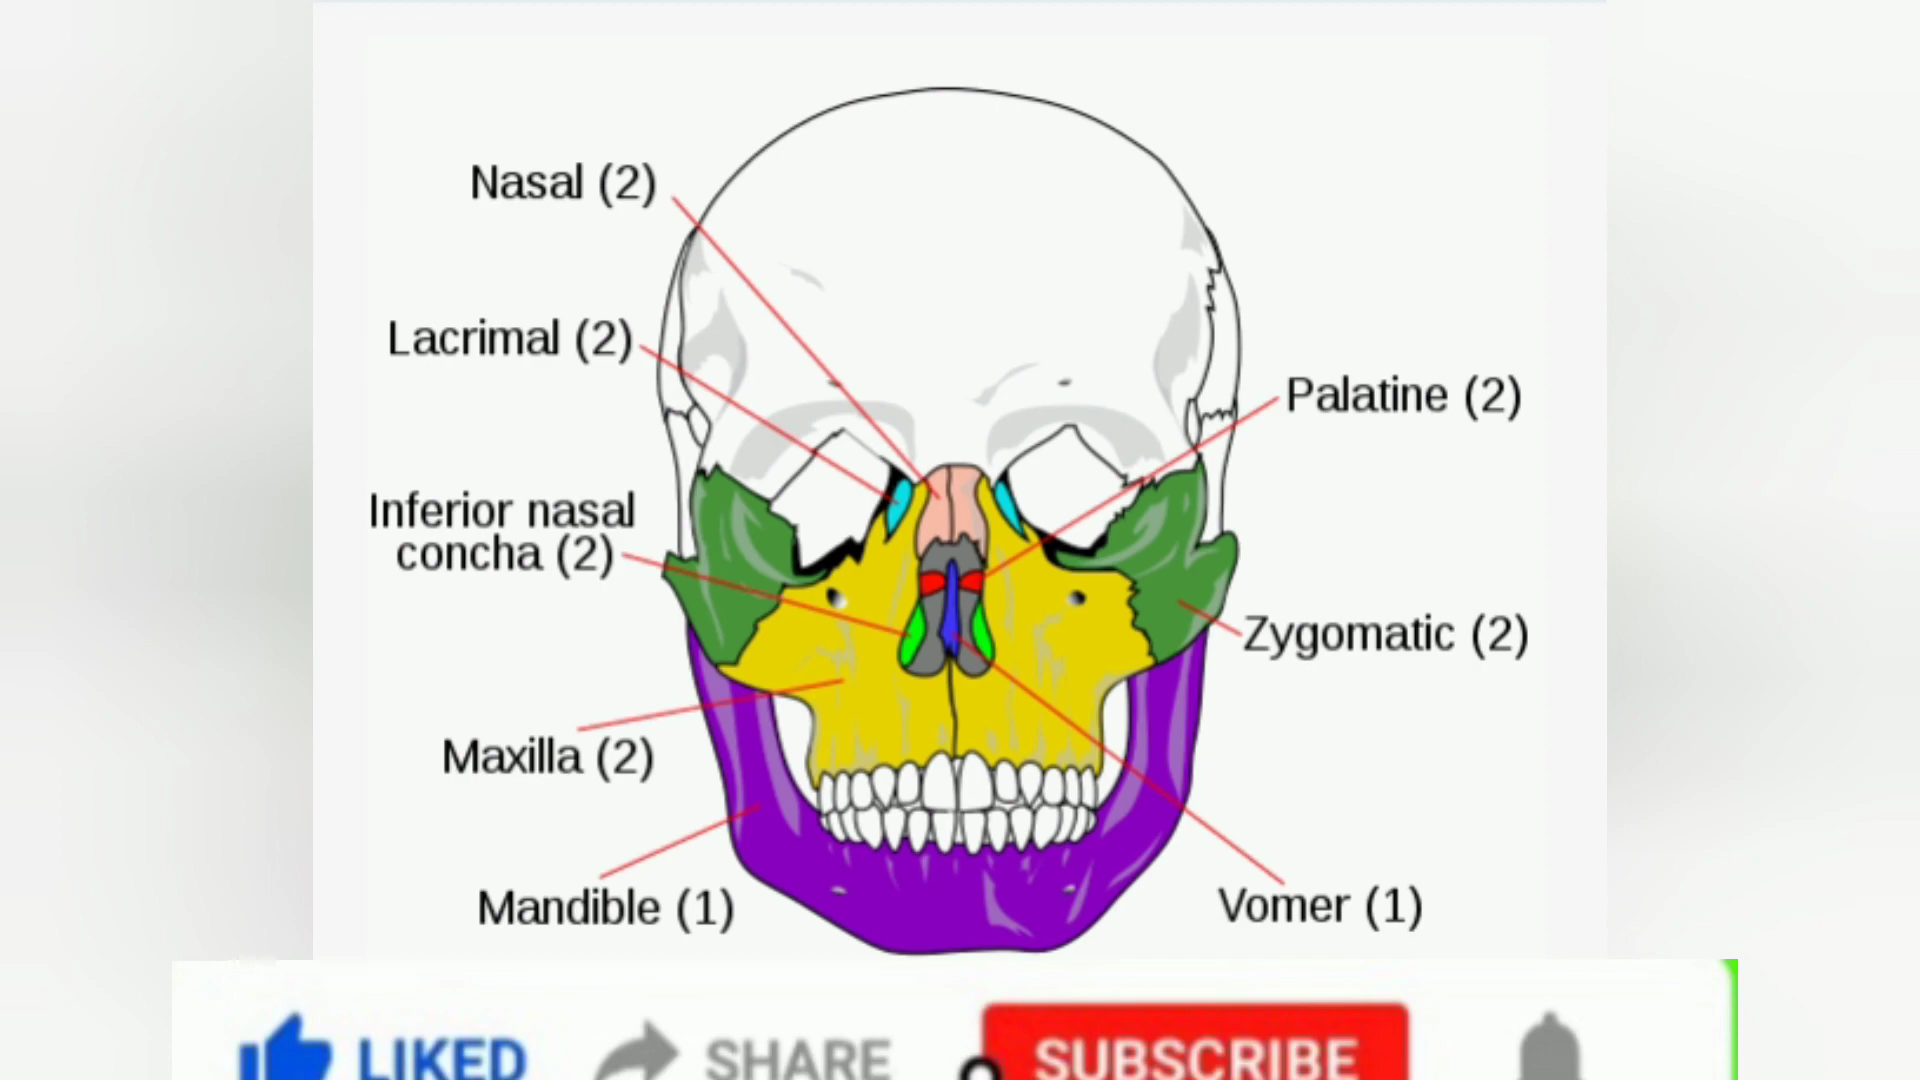 Nasal (2)
Lacrimal (2)
Palatine (2)
Inferior nasal
concha (2)
Zygomatic (2)
Maxilla (2)
Mandible (1)
Vomer (1)
LIKED
SHARE
SUBSCRIBE